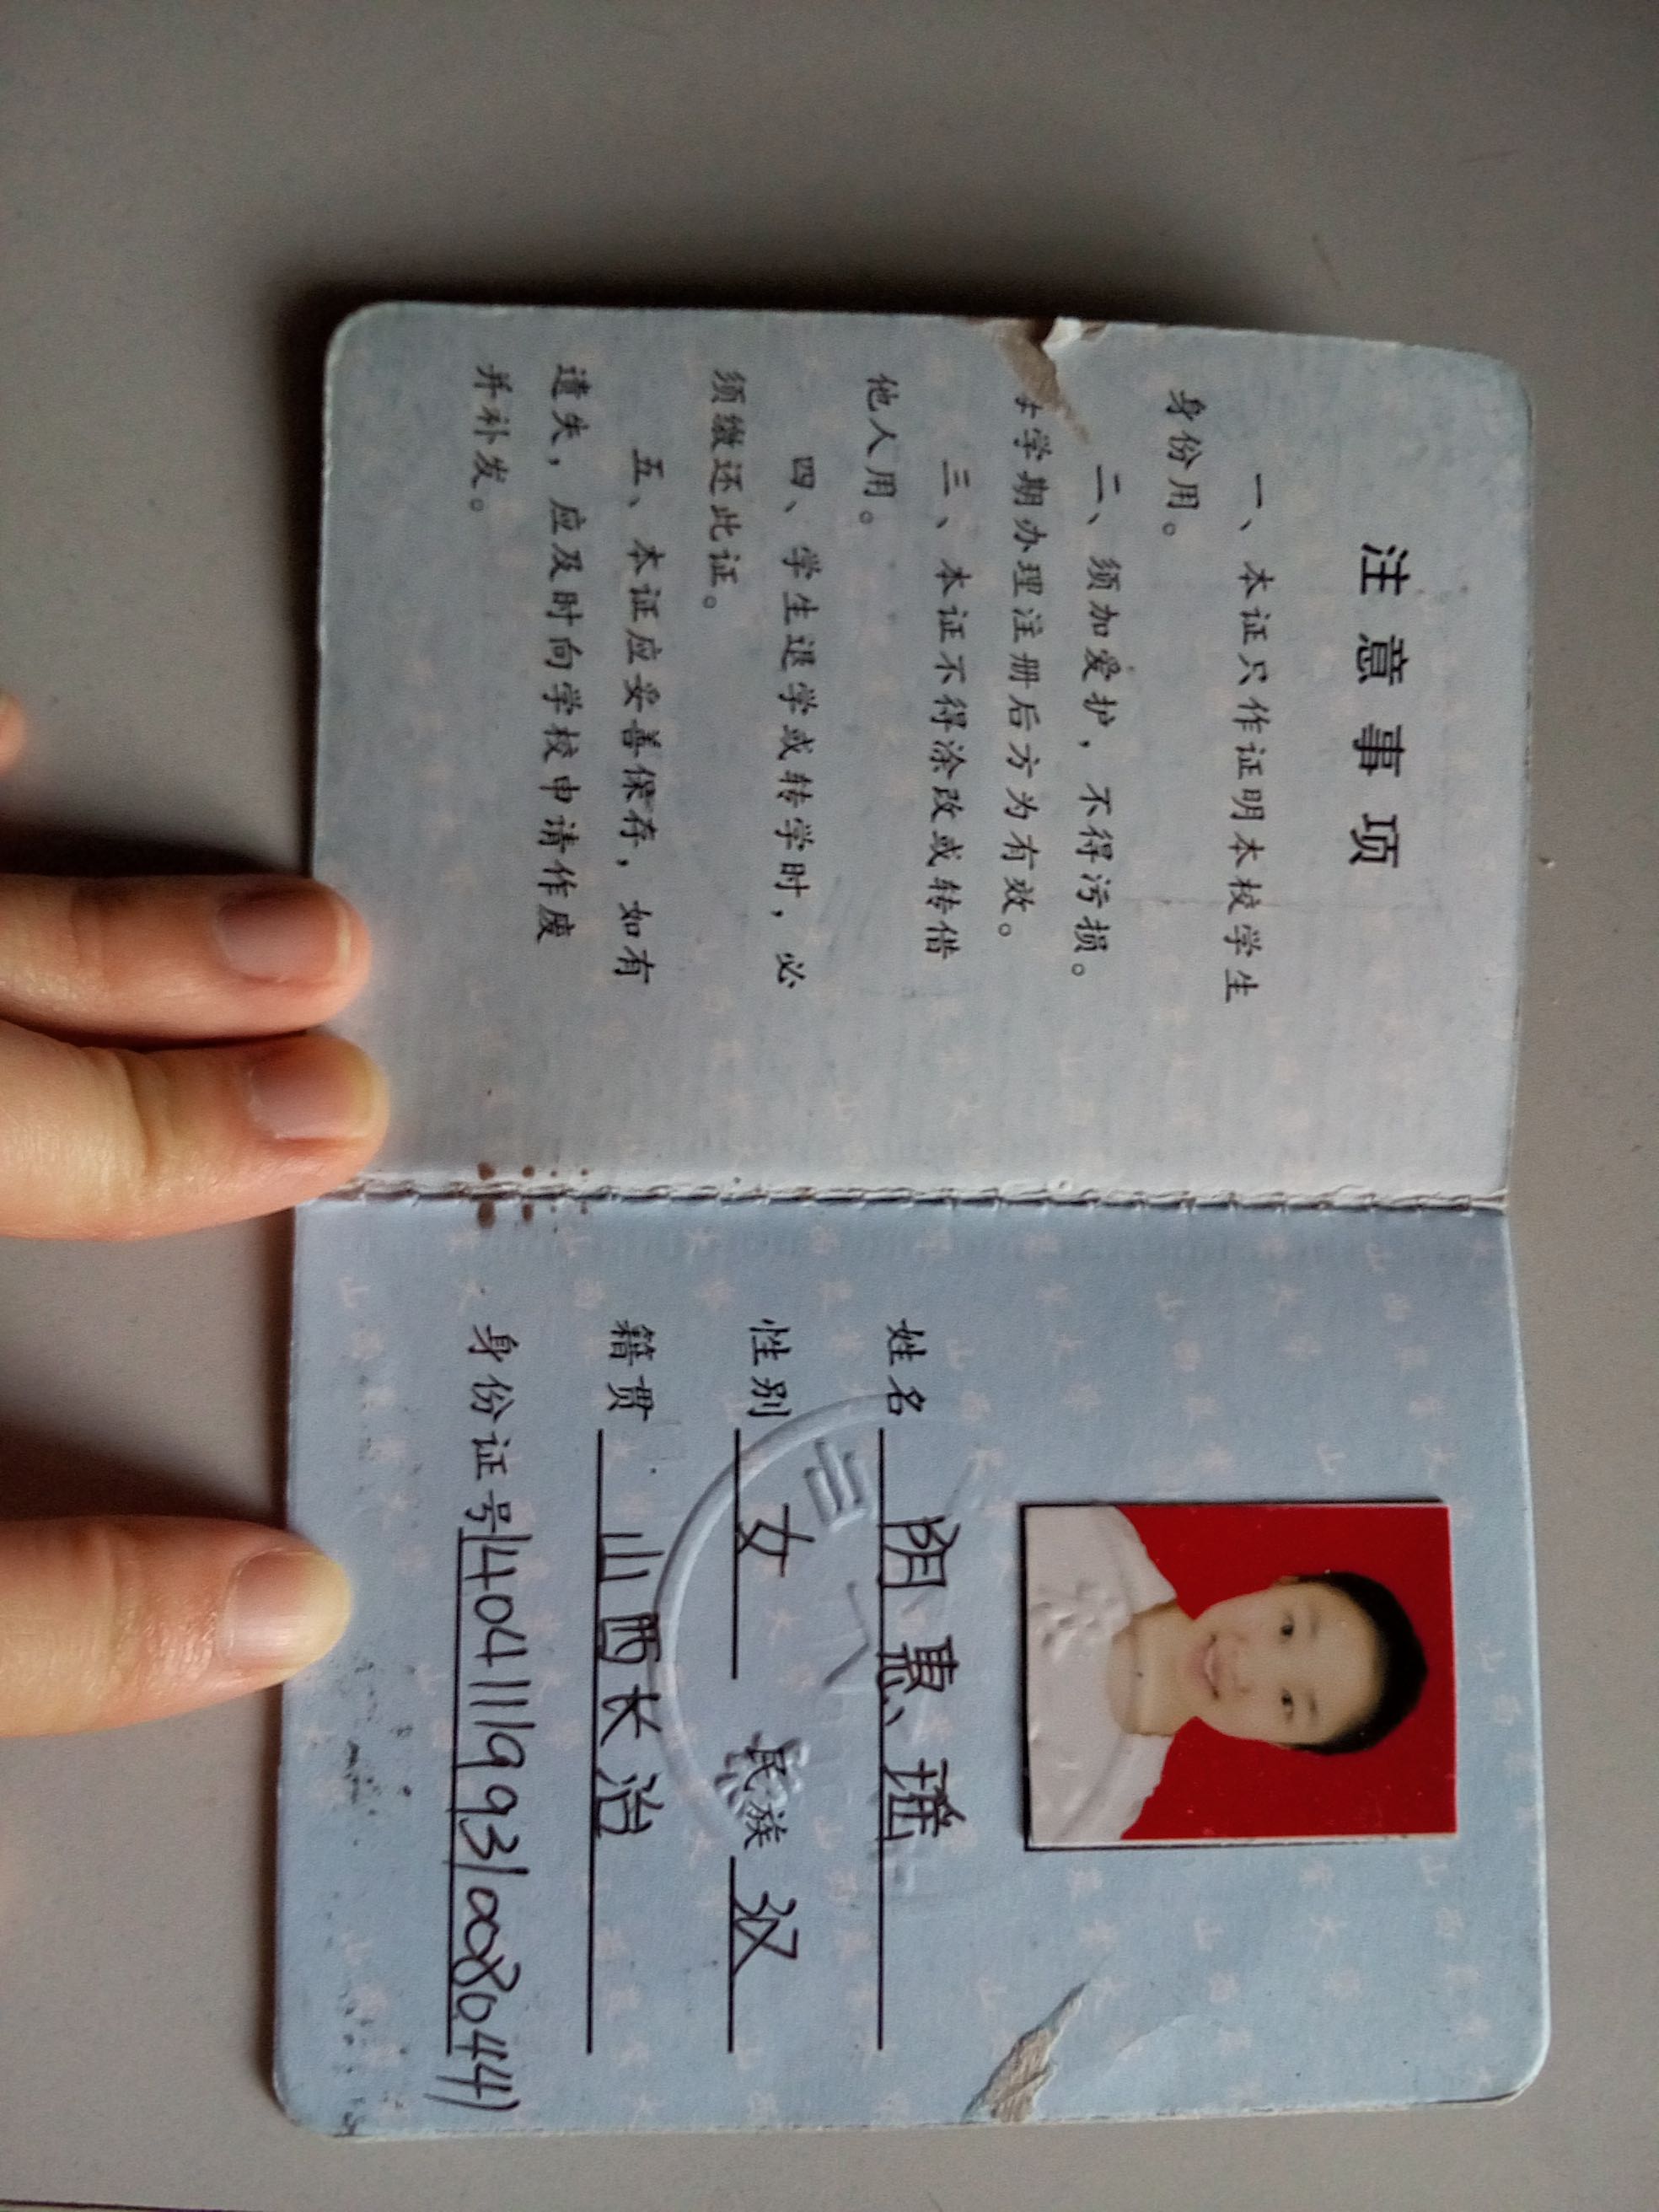 注意事项
一、本证只作证明本校学生
身份用。
二、须加爱护，不得污损。
学期办理注册后方为有效。
三、本证不得涂改或转借
他人用。
四、学生退学或转学时，必
须缴还此证。
五、本证应妥善保存，如有
遗失，应及时向学校申请作废
并补发。
姓名 阴惠瑶
性别 女 民族 汉
籍贯 山西长治
身份证号 140411199310080441